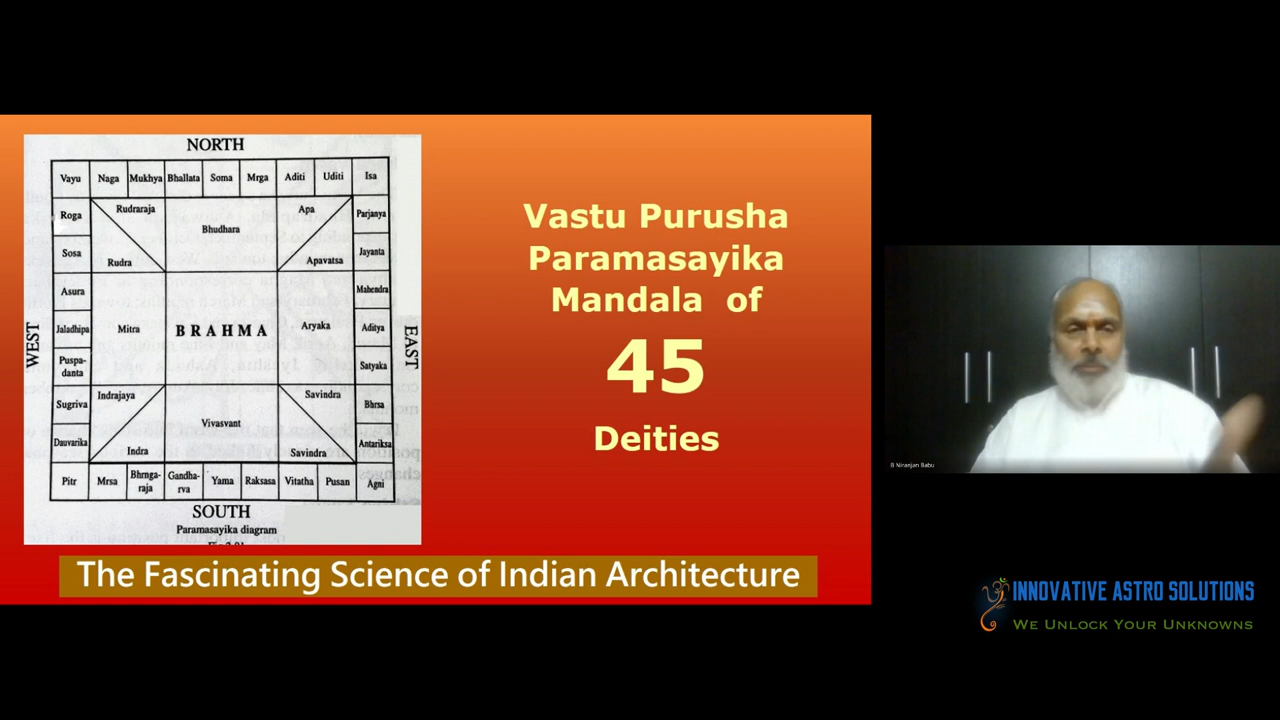 NORTH
Vayu Naga Mukhya Bhallata Soma Mrga Aditi Uditi Isa
Roga Rudraraja Bhudhara Apa Parjanya
Sosa Rudra Apavatsa Jayanta
Asura Mahendra
WEST Jaladhipa Mitra BRAHMA Aryaka Aditya EAST
Puspa-
danta Satyaka
Sugriva Indrajaya Vivasvant Savindra Bhrsa
Dauvarika Indra Savindra Antariksa
Pitr Mrsa Bhrnga-
raja Gandha-
rva Yama Raksasa Vitatha Pusan Agni
SOUTH
Paramasayika diagram
Vastu Purusha
Paramasayika
Mandala of
45
Deities
The Fascinating Science of Indian Architecture
B Niranjan Babu
INNOVATIVE ASTRO SOLUTIONS
WE UNLOCK YOUR UNKNOWNS